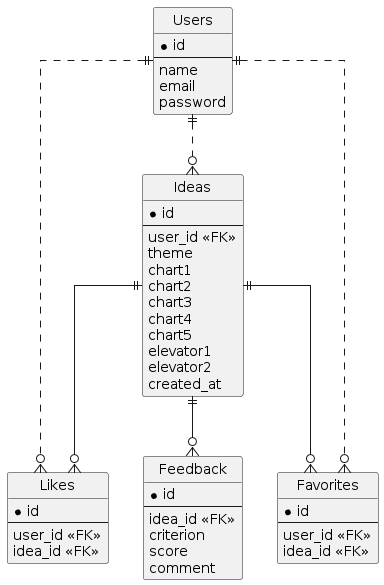 Users
id
name
email
password
Ideas
id
user_id «FK»
theme
chart1
chart2
chart3
chart4
chart5
elevator1
elevator2
created_at
Likes
id
user_id «FK»
idea_id «FK»
Feedback
id
idea_id «FK»
criterion
score
comment
Favorites
id
user_id «FK»
idea_id «FK»